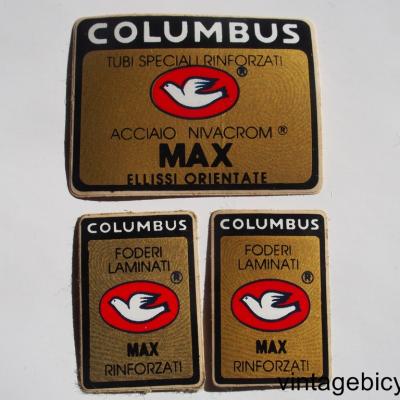 COLUMBUS
TUBI SPECIALI RINFORZATI
®
ACCIAIO NIVACROM ®
MAX
ELLISSI ORIENTATE
COLUMBUS
FODERI
LAMINATI
®
MAX
RINFORZATI
COLUMBUS
FODERI
LAMINATI
®
MAX
RINFORZATI
vintagebicy